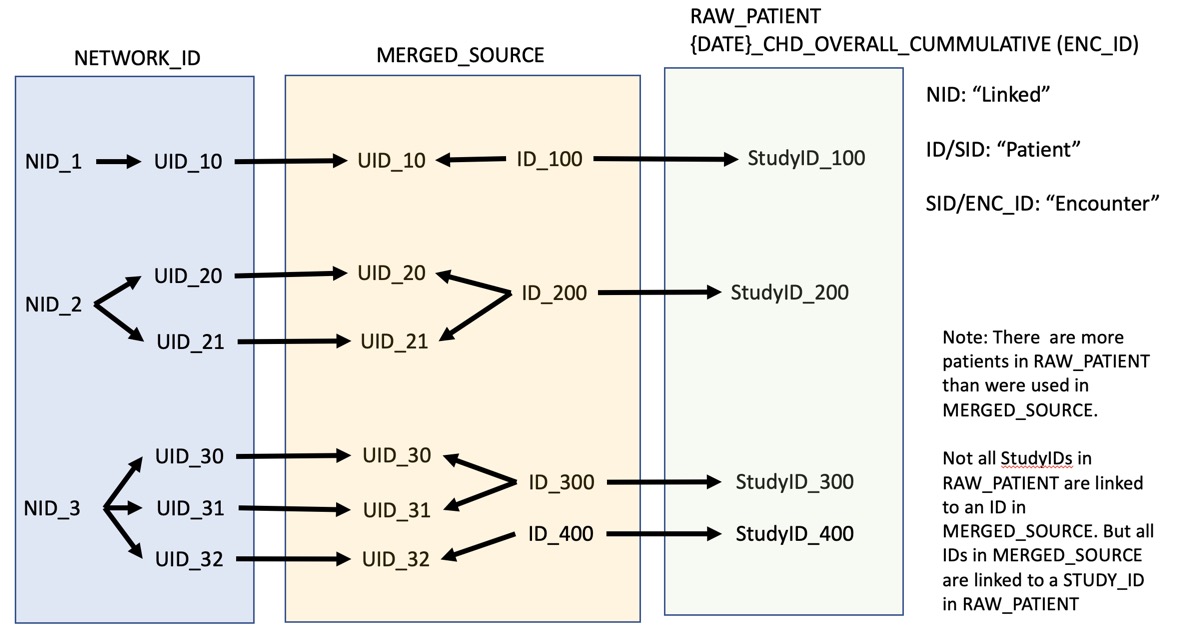 NETWORK_ID
MERGED_SOURCE
RAW_PATIENT
{DATE}_CHD_OVERALL_CUMMULATIVE (ENC_ID)
NID_1
UID_10
UID_10
ID_100
StudyID_100
NID_2
UID_20
UID_21
UID_20
UID_21
ID_200
StudyID_200
NID_3
UID_30
UID_31
UID_32
UID_30
UID_31
UID_32
ID_300
ID_400
StudyID_300
StudyID_400
NID: “Linked”
ID/SID: “Patient”
SID/ENC_ID: “Encounter”
Note: There are more
patients in RAW_PATIENT
than were used in
MERGED_SOURCE.
Not all StudyIDs in
RAW_PATIENT are linked
to an ID in
MERGED_SOURCE. But all
IDs in MERGED_SOURCE
are linked to a STUDY_ID
in RAW_PATIENT